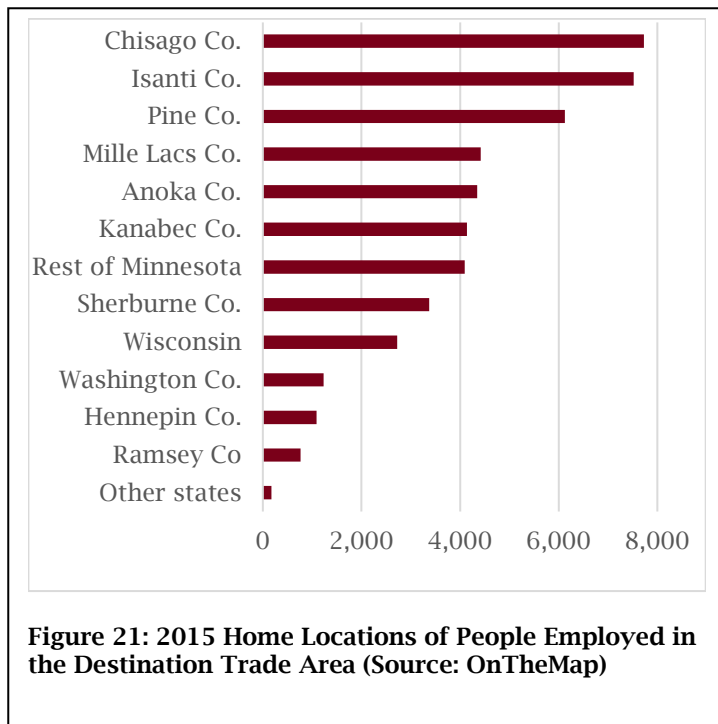 Chisago Co.
Isanti Co.
Pine Co.
Mille Lacs Co.
Anoka Co.
Kanabec Co.
Rest of Minnesota
Sherburne Co.
Wisconsin
Washington Co.
Hennepin Co.
Ramsey Co
Other states
0 2,000 4,000 6,000 8,000
Figure 21: 2015 Home Locations of People Employed in
the Destination Trade Area (Source: OnTheMap)